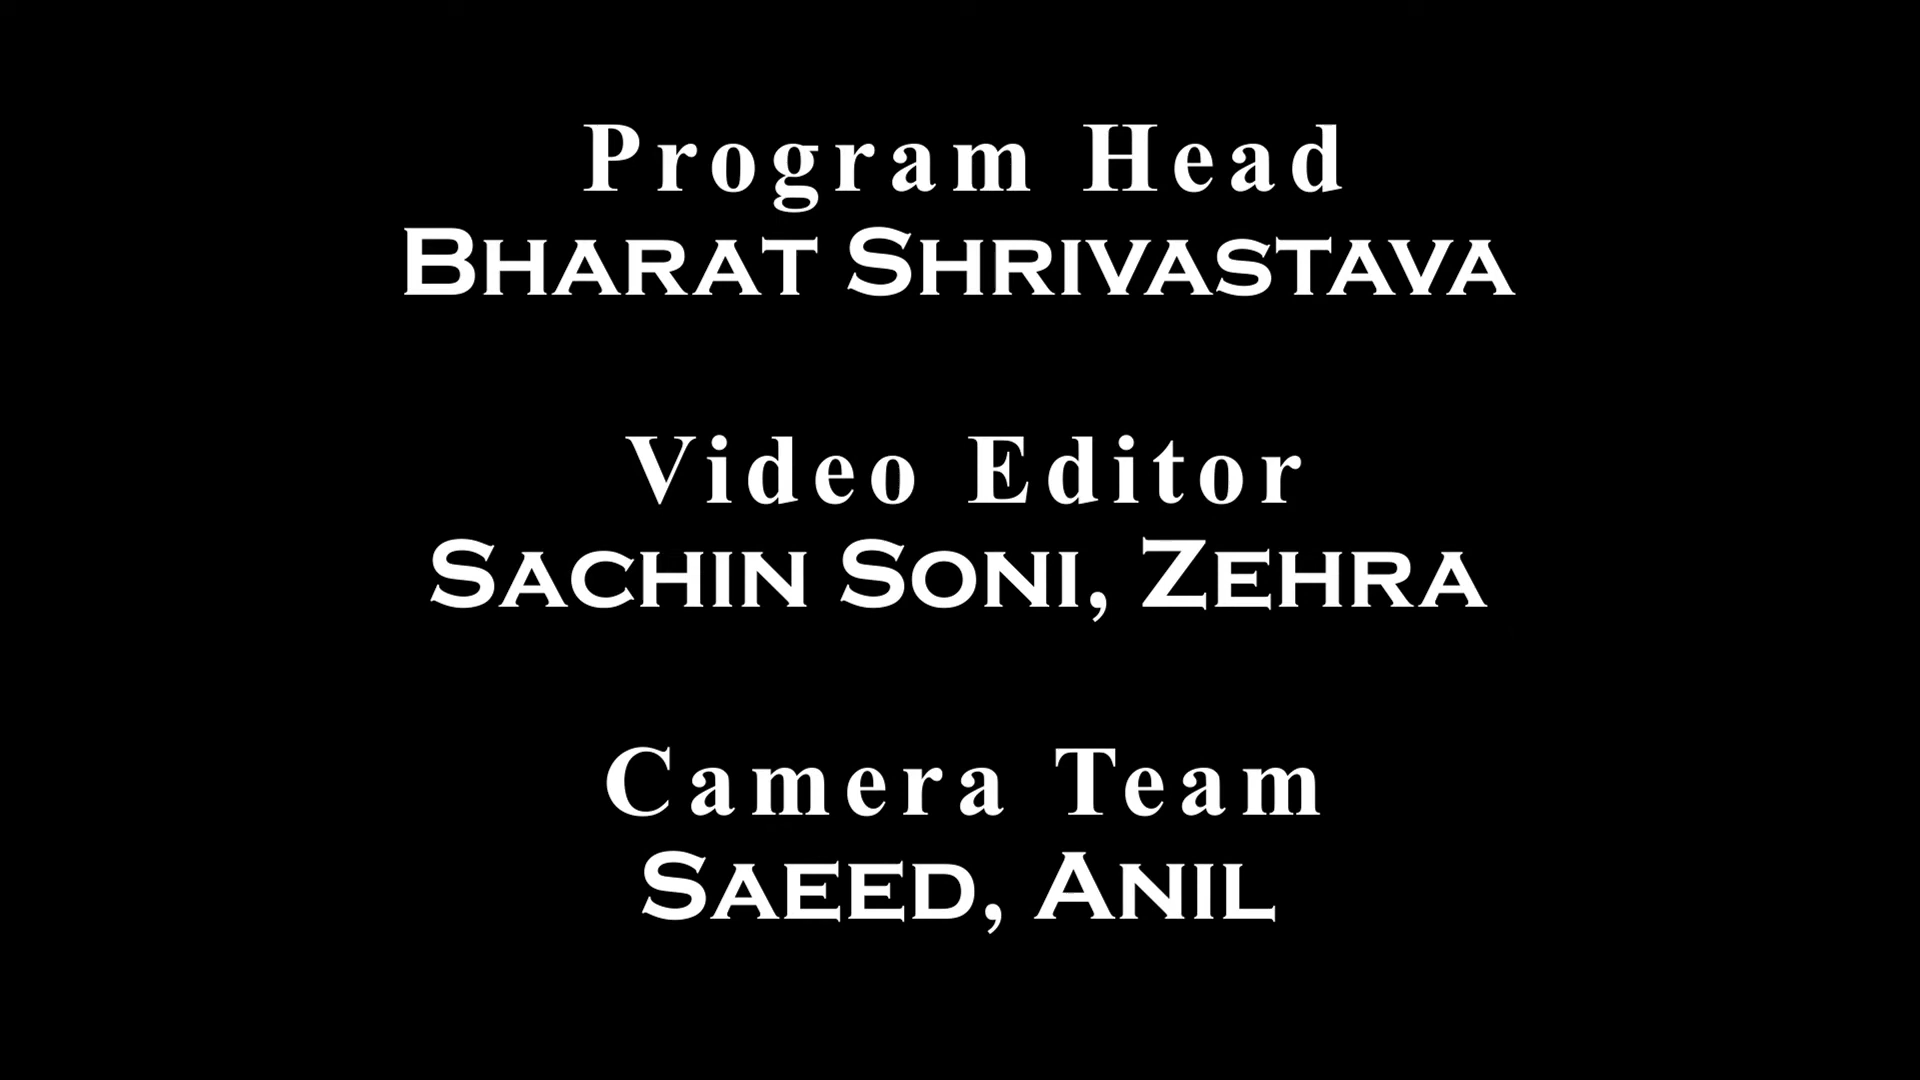 Program Head
BHARAT SHRIVASTAVA
Video Editor
SACHIN SONI, ZEHRA
Camera Team
SAEED, ANIL